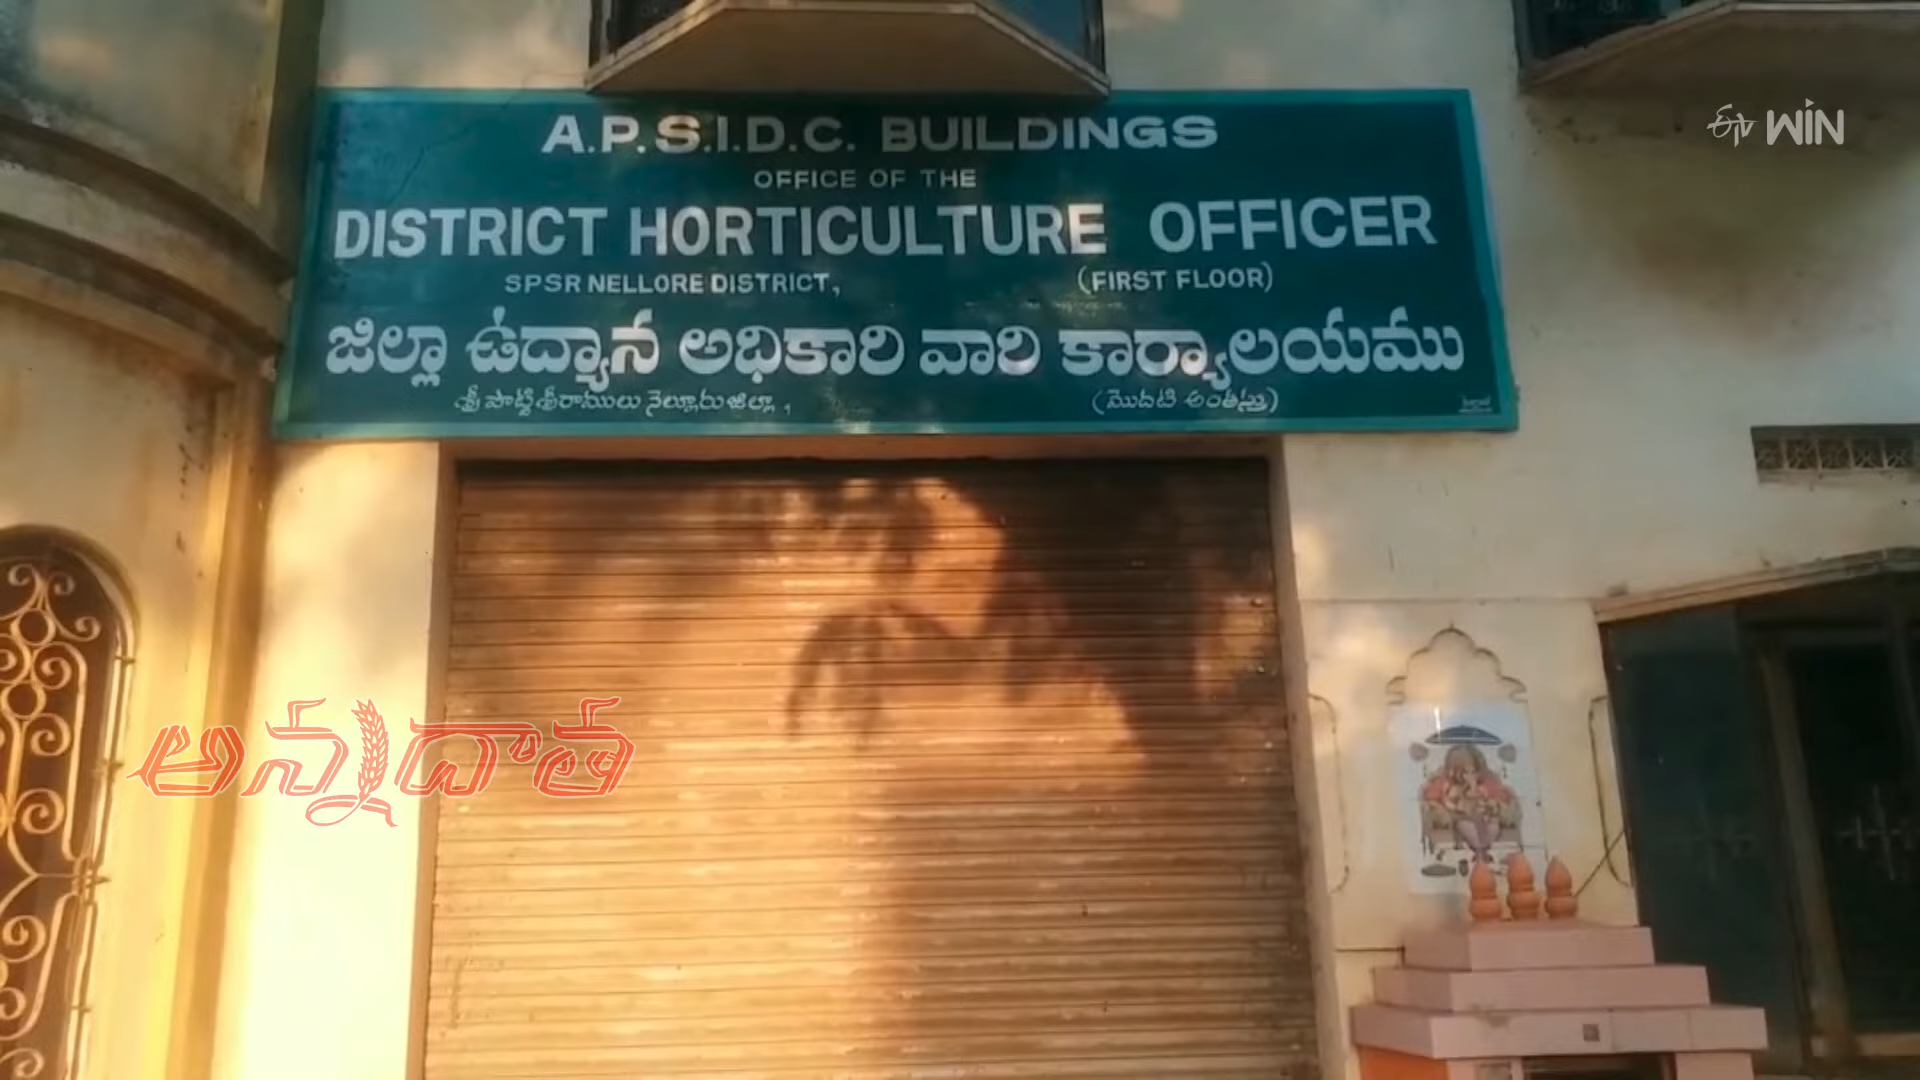 A.P.S.I.D.C. BUILDINGS
OFFICE OF THE
DISTRICT HORTICULTURE OFFICER
SPSR NELLORE DISTRICT, (FIRST FLOOR)
జిల్లా ఉద్యాన అధికారి వారి కార్యాలయము
శ్రీ పొట్టి శ్రీరాములు నెల్లూరు జిల్లా, (మొదటి అంతస్తు)
ఈటీవీ WIN
అన్నదాత